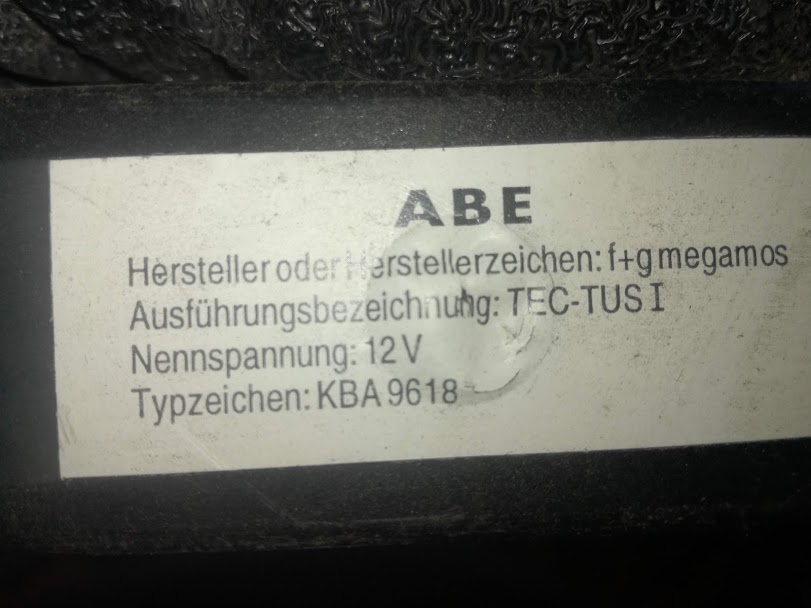 ABE
Hersteller oder Herstellerzeichen: f+g megamos
Ausführungsbezeichnung: TEC-TUS I
Nennspannung: 12 V
Typzeichen: KBA 9618